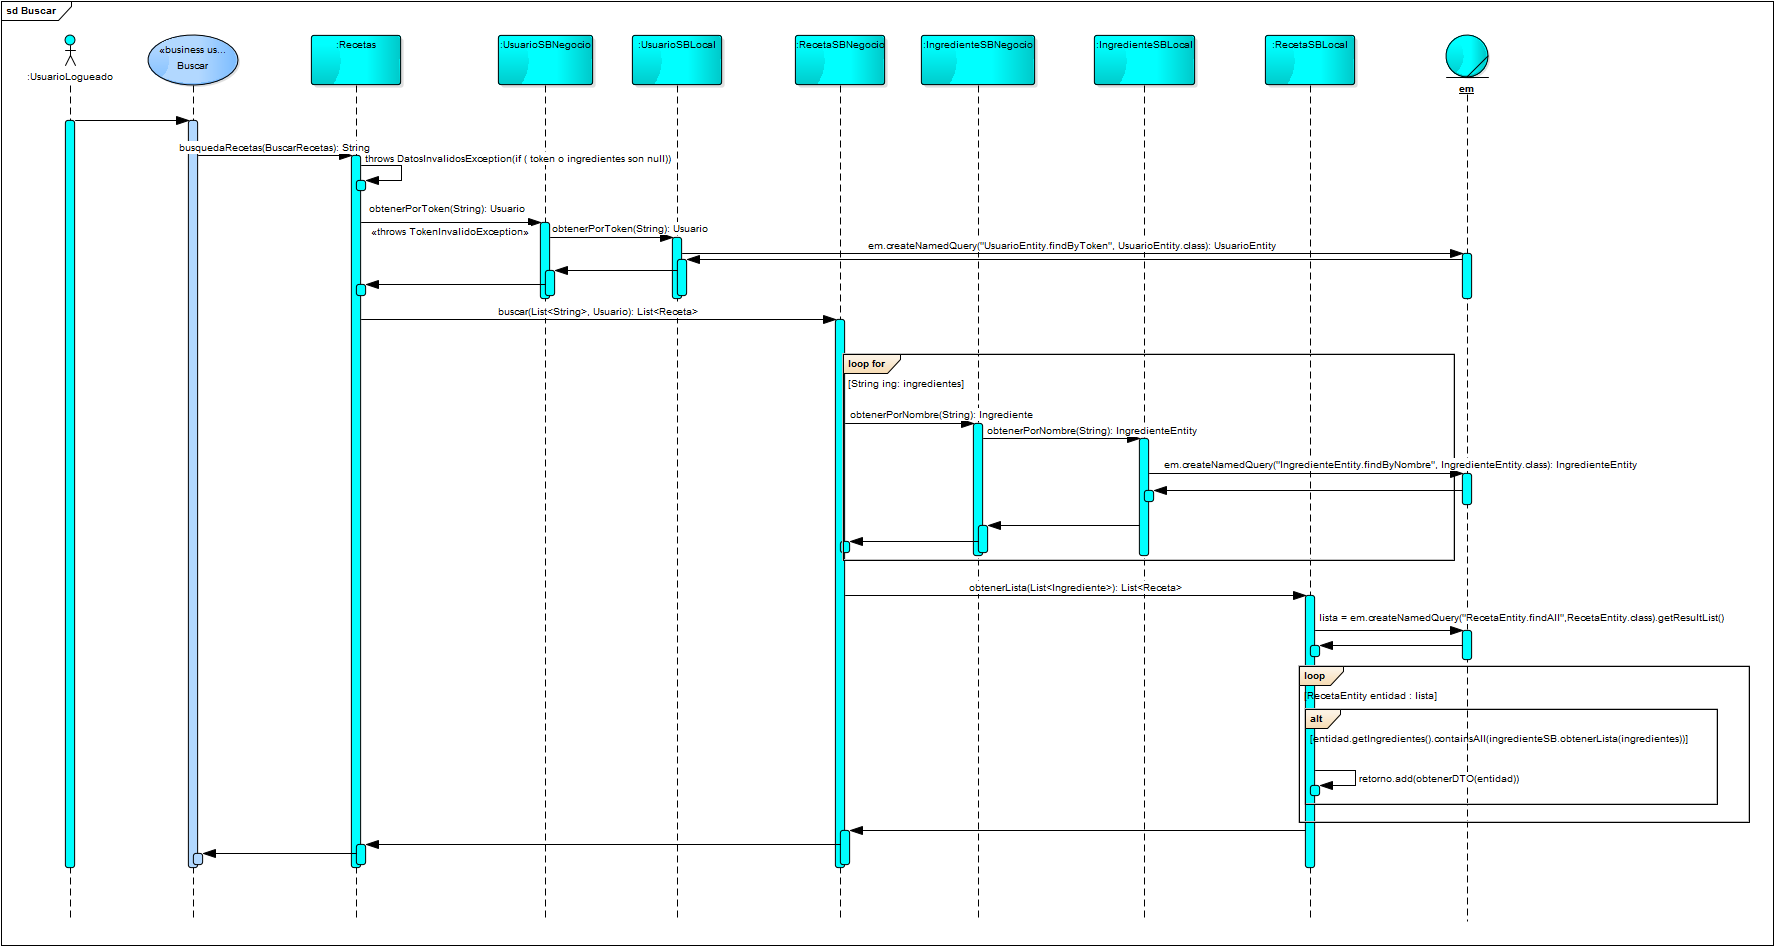 sd Buscar
:UsuarioLogueado
«business us...
Buscar
:Recetas
:UsuarioSBNegocio
:UsuarioSBLocal
:RecetaSBNegocio
:IngredienteSBNegocio
:IngredienteSBLocal
:RecetaSBLocal
em
busquedaRecetas(BuscarRecetas): String
throws DatosInvalidosException(if ( token o ingredientes son null))
obtenerPorToken(String): Usuario
«throws TokenInvalidoException»
obtenerPorToken(String): Usuario
em.createNamedQuery("UsuarioEntity.findByToken", UsuarioEntity.class): UsuarioEntity
buscar(List<String>, Usuario): List<Receta>
loop for
[String ing: ingredientes]
obtenerPorNombre(String): Ingrediente
obtenerPorNombre(String): IngredienteEntity
em.createNamedQuery("IngredienteEntity.findByNombre", IngredienteEntity.class): IngredienteEntity
obtenerLista(List<Ingrediente>): List<Receta>
lista = em.createNamedQuery("RecetaEntity.findAll",RecetaEntity.class).getResultList()
loop
[RecetaEntity entidad : lista]
alt
[entidad.getIngredientes().containsAll(ingredienteSB.obtenerLista(ingredientes))]
retorno.add(obtenerDTO(entidad))